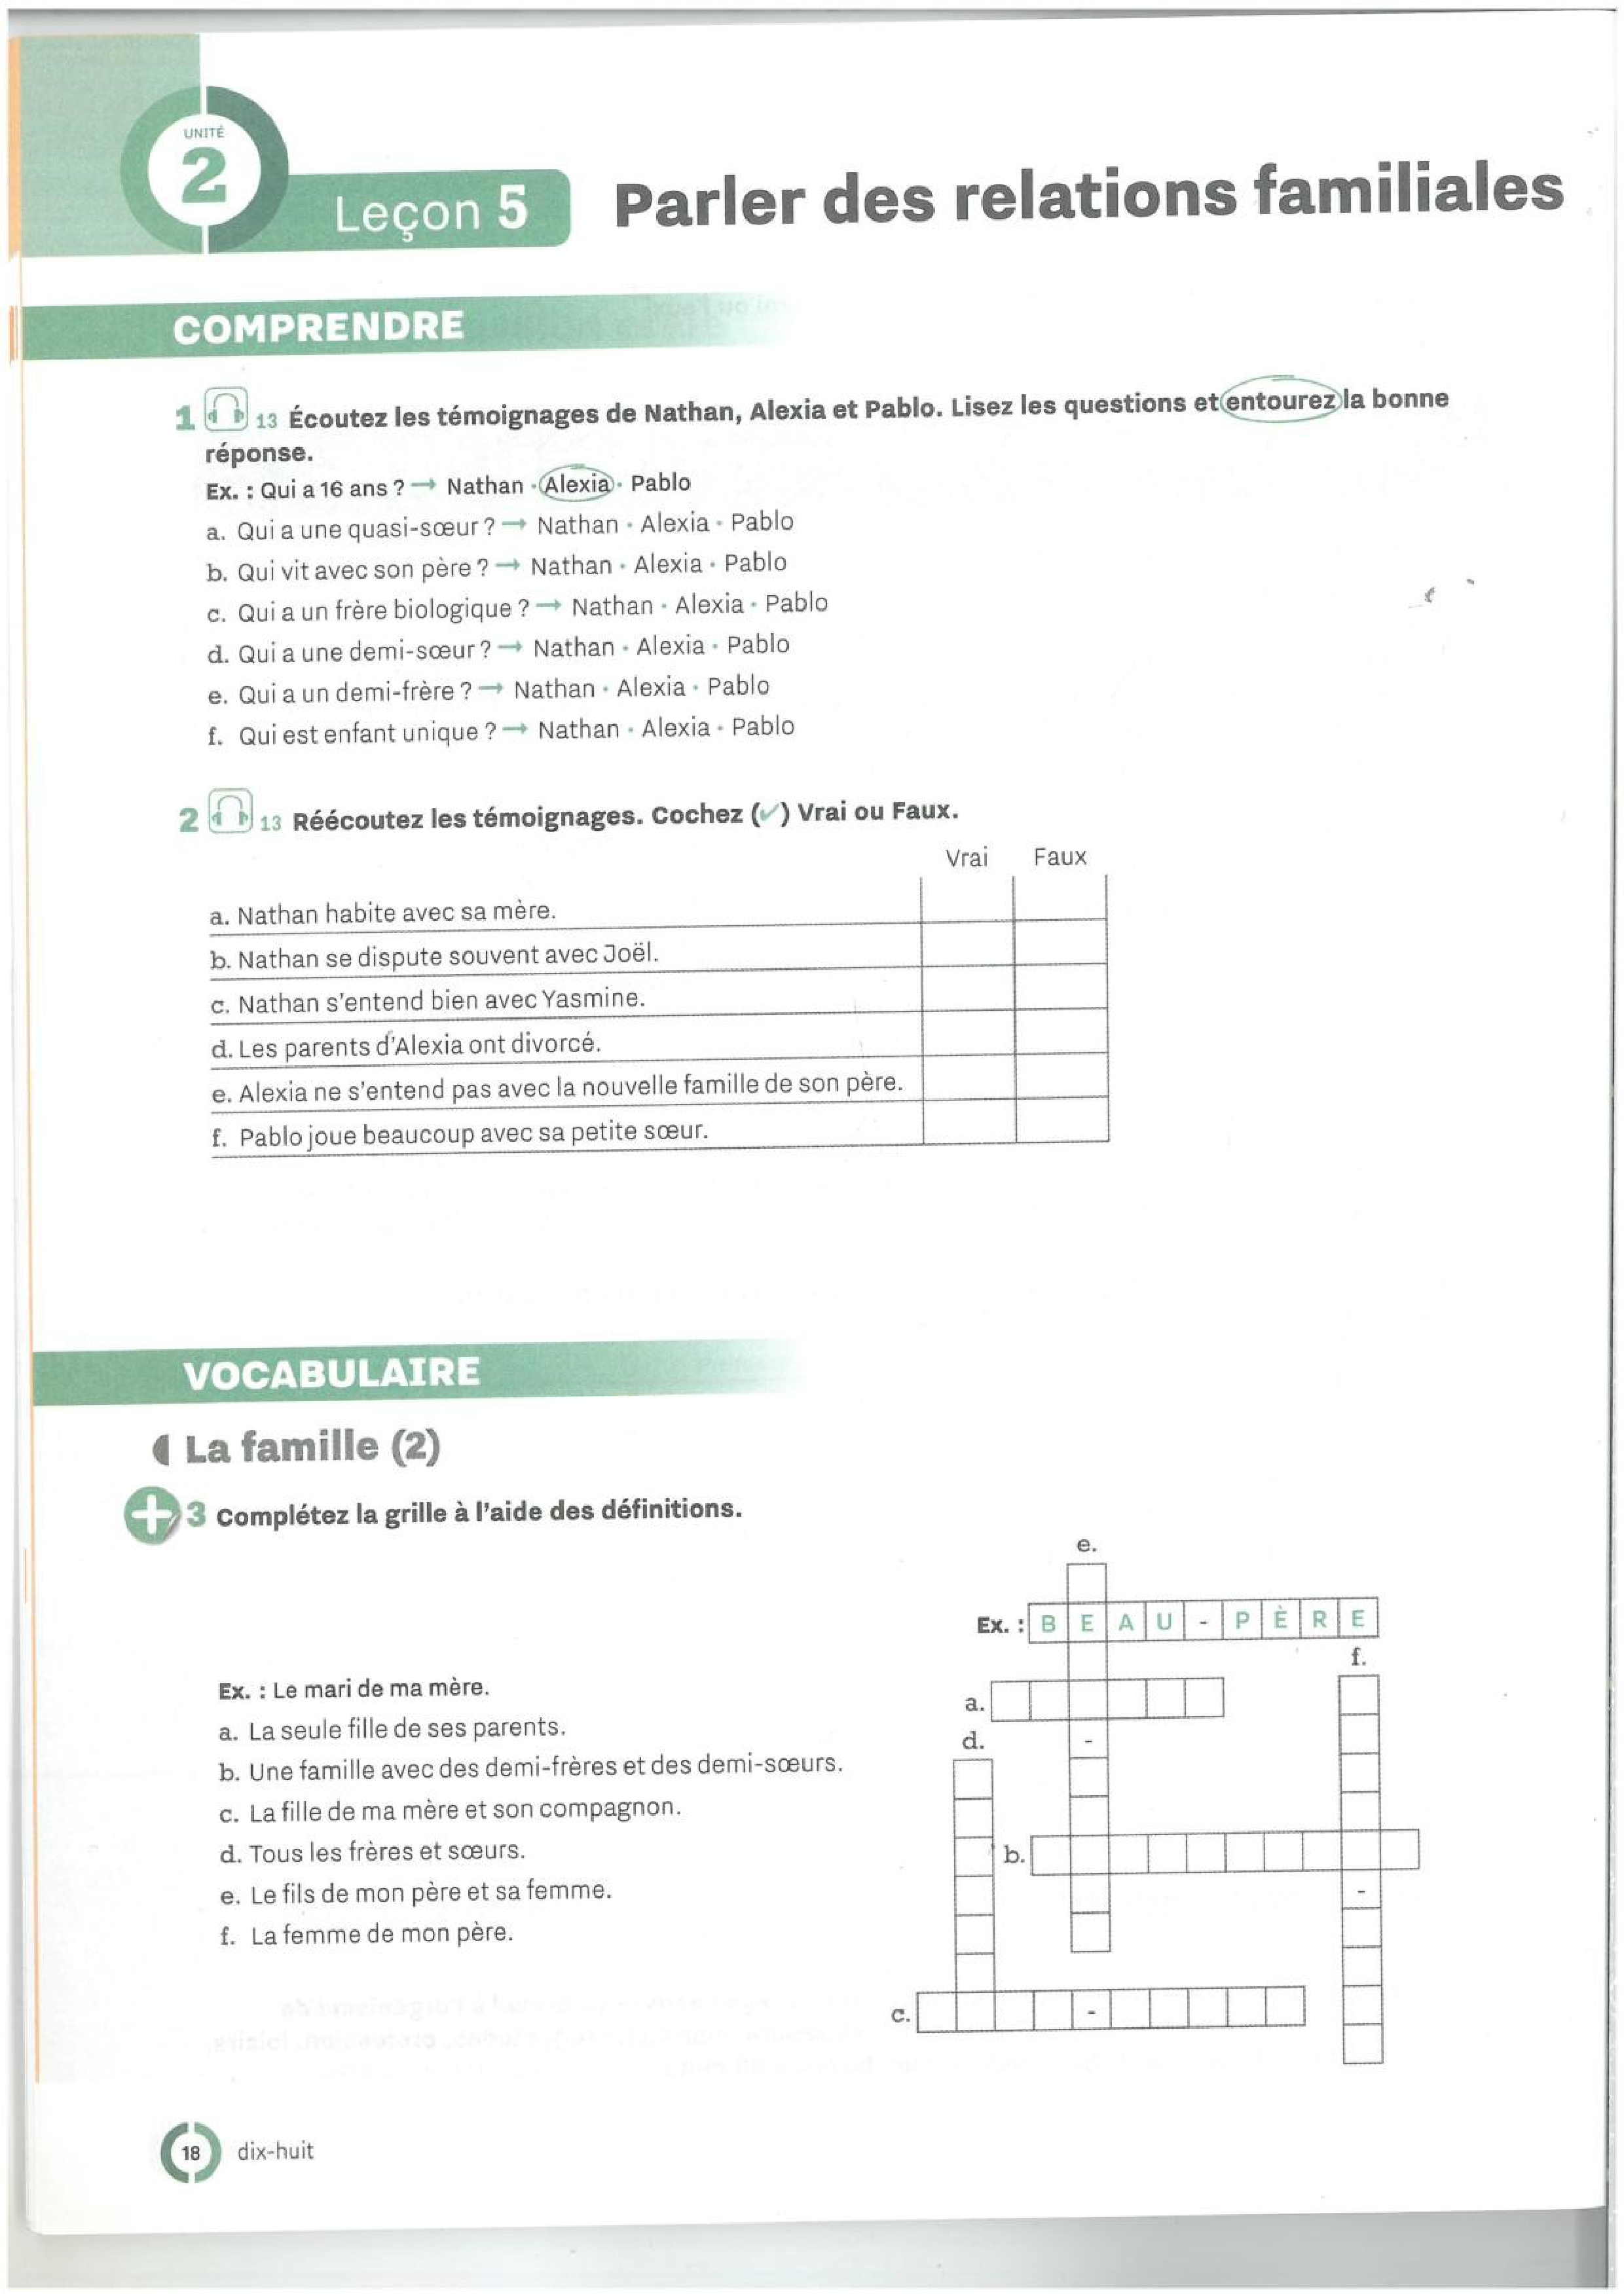 UNITÉ
2
Leçon 5
Parler des relations familiales
COMPRENDRE
1 13 Écoutez les témoignages de Nathan, Alexia et Pablo. Lisez les questions et entourez la bonne
réponse.
Ex. : Qui a 16 ans ? → Nathan • Alexia • Pablo
a. Qui a une quasi-sœur ? → Nathan • Alexia • Pablo
b. Qui vit avec son père ? → Nathan • Alexia • Pablo
c. Qui a un frère biologique ? → Nathan • Alexia • Pablo
d. Qui a une demi-sœur ? → Nathan • Alexia • Pablo
e. Qui a un demi-frère ? → Nathan • Alexia • Pablo
f. Qui est enfant unique ? → Nathan • Alexia • Pablo
2 13 Réécoutez les témoignages. Cochez (✓) Vrai ou Faux.
Vrai Faux
a. Nathan habite avec sa mère.
b. Nathan se dispute souvent avec Joël.
c. Nathan s'entend bien avec Yasmine.
d. Les parents d'Alexia ont divorcé.
e. Alexia ne s'entend pas avec la nouvelle famille de son père.
f. Pablo joue beaucoup avec sa petite sœur.
VOCABULAIRE
La famille (2)
+ 3 Complétez la grille à l'aide des définitions.
Ex. : Le mari de ma mère.
a. La seule fille de ses parents.
b. Une famille avec des demi-frères et des demi-sœurs.
c. La fille de ma mère et son compagnon.
d. Tous les frères et sœurs.
e. Le fils de mon père et sa femme.
f. La femme de mon père.
e.
Ex. : B E A U - P È R E
f.
a.
d.
-
b.
-
c.
-
18 dix-huit